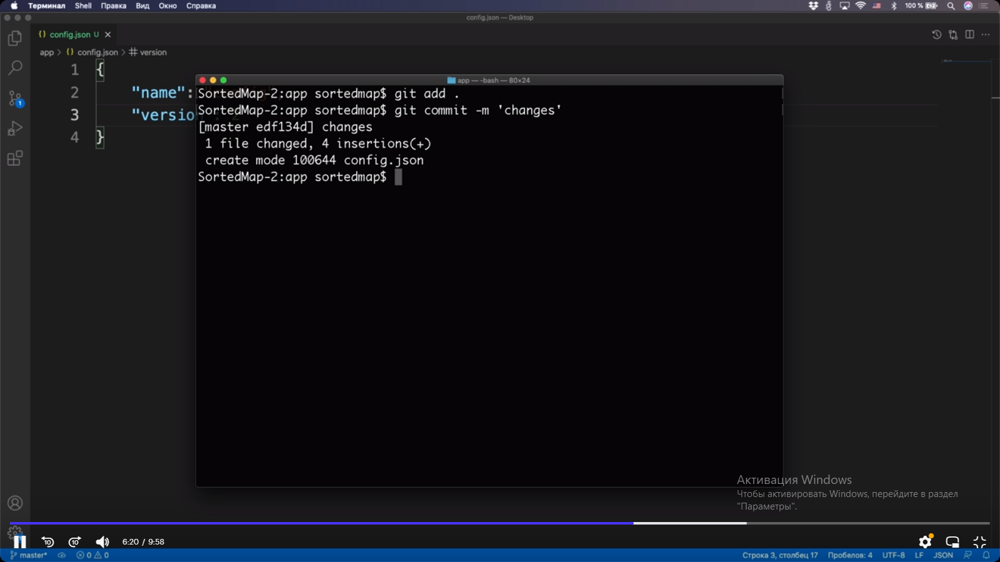 Терминал Shell Правка Вид Окно Справка 100 %
config.json — Desktop
{} config.json U ×
app > {} config.json > # version
1 {
2 "name":
3 "version
4 }
app — -bash — 80×24
SortedMap-2:app sortedmap$ git add .
SortedMap-2:app sortedmap$ git commit -m 'changes'
[master edf134d] changes
1 file changed, 4 insertions(+)
create mode 100644 config.json
SortedMap-2:app sortedmap$
1
Активация Windows
Чтобы активировать Windows, перейдите в раздел
"Параметры".
10 10 6:20 / 9:58
master* 0 0 Строка 3, столбец 17 Пробелов: 4 UTF-8 LF JSON